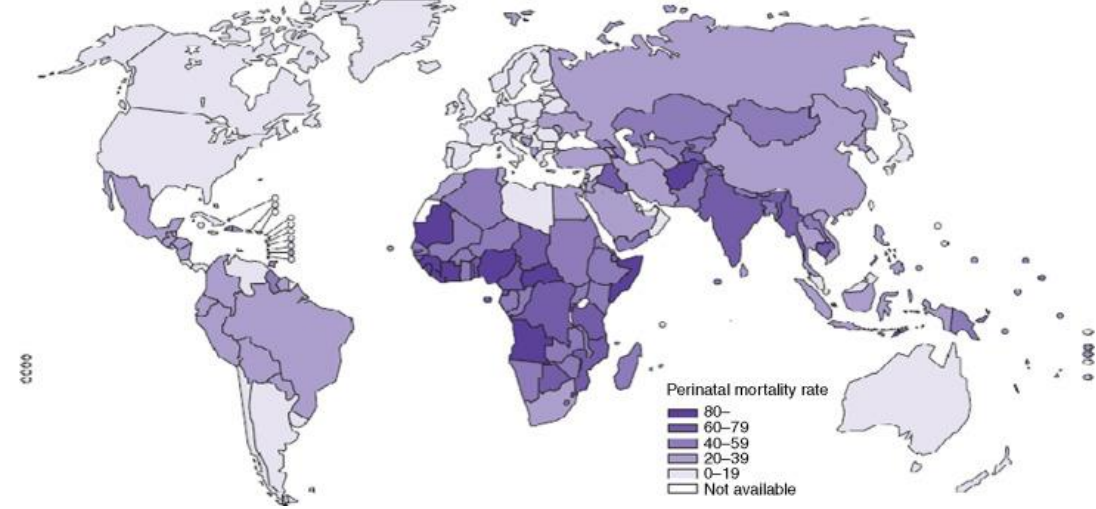 Perinatal mortality rate
80–
60–79
40–59
20–39
0–19
Not available